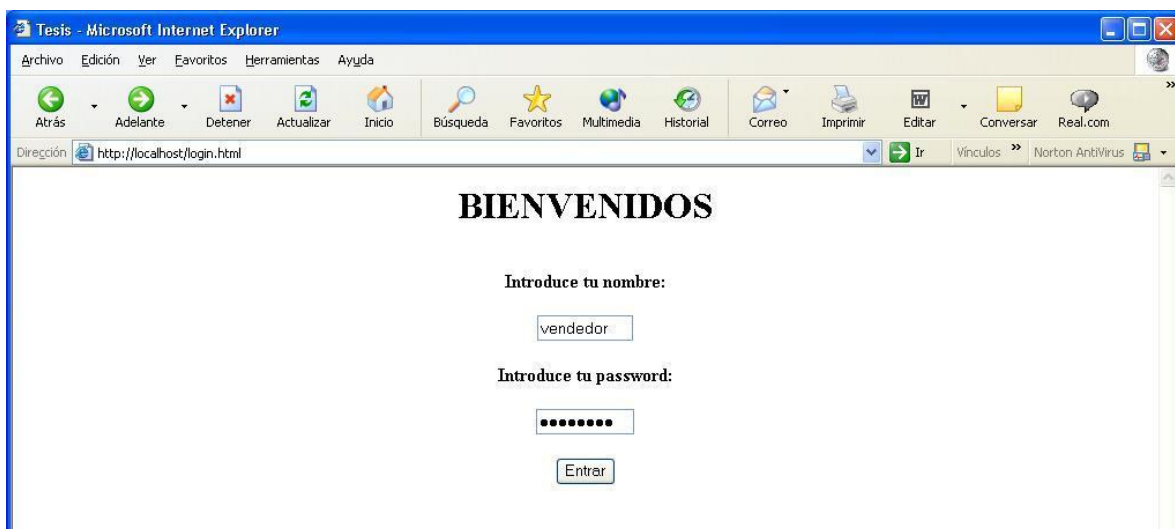 Tesis - Microsoft Internet Explorer
Archivo Edición Ver Favoritos Herramientas Ayuda
Atrás Adelante Detener Actualizar Inicio Búsqueda Favoritos Multimedia Historial Correo Imprimir Editar Conversar Real.com »
Dirección http://localhost/login.html Ir Vínculos » Norton AntiVirus
BIENVENIDOS
Introduce tu nombre:
vendedor
Introduce tu password:
••••••••
Entrar